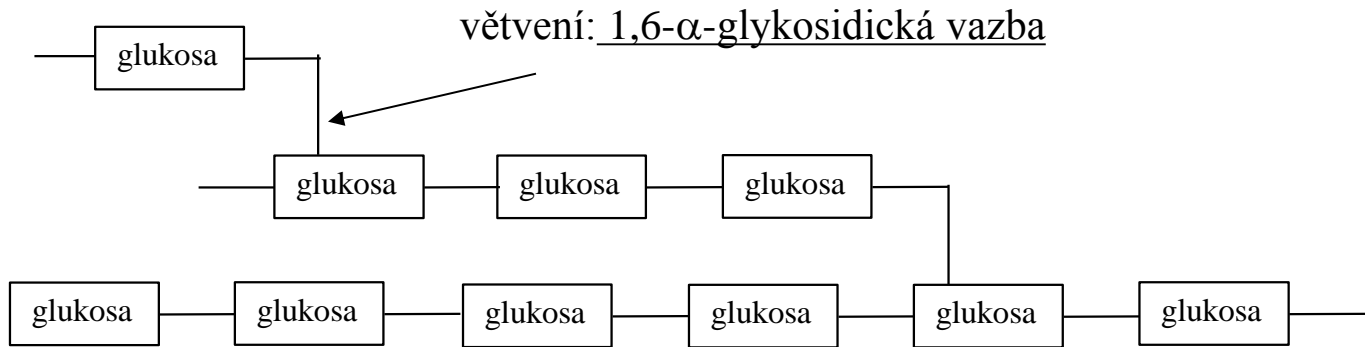 větvení: 1,6-α-glykosidická vazba
glukosa
glukosa glukosa glukosa
glukosa glukosa glukosa glukosa glukosa glukosa